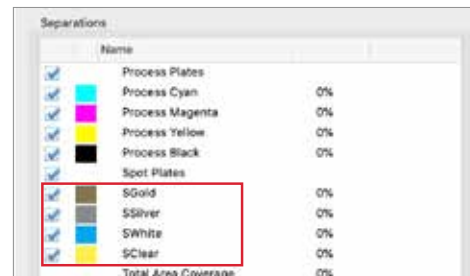 Separations
Name
Process Plates
Process Cyan 0%
Process Magenta 0%
Process Yellow 0%
Process Black 0%
Spot Plates
SGold 0%
SSilver 0%
SWhite 0%
SClear 0%
Total Area Coverage 0%